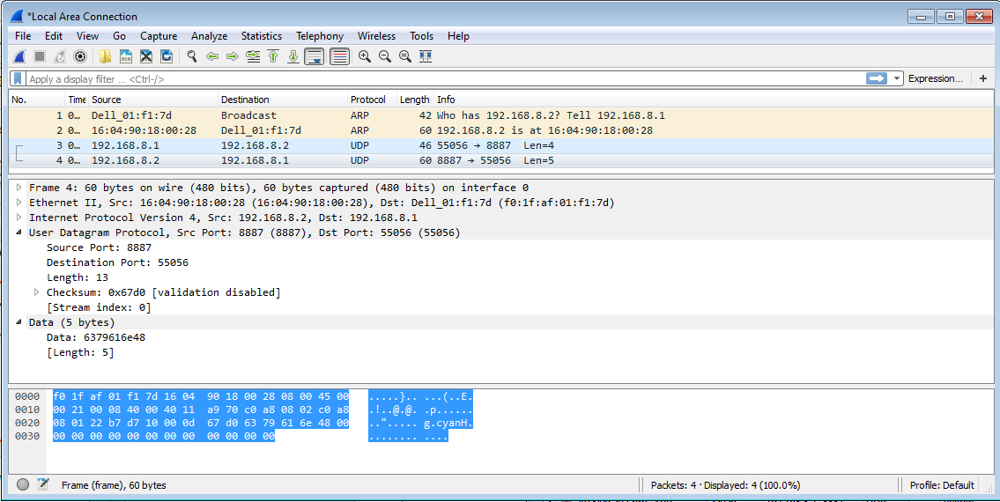 *Local Area Connection
File Edit View Go Capture Analyze Statistics Telephony Wireless Tools Help
Apply a display filter ... <Ctrl-/> Expression... +
No. Time Source Destination Protocol Length Info
1 0... Dell_01:f1:7d Broadcast ARP 42 Who has 192.168.8.2? Tell 192.168.8.1
2 0... 16:04:90:18:00:28 Dell_01:f1:7d ARP 60 192.168.8.2 is at 16:04:90:18:00:28
3 0... 192.168.8.1 192.168.8.2 UDP 46 55056 → 8887 Len=4
4 0... 192.168.8.2 192.168.8.1 UDP 60 8887 → 55056 Len=5
Frame 4: 60 bytes on wire (480 bits), 60 bytes captured (480 bits) on interface 0
Ethernet II, Src: 16:04:90:18:00:28 (16:04:90:18:00:28), Dst: Dell_01:f1:7d (f0:1f:af:01:f1:7d)
Internet Protocol Version 4, Src: 192.168.8.2, Dst: 192.168.8.1
User Datagram Protocol, Src Port: 8887 (8887), Dst Port: 55056 (55056)
Source Port: 8887
Destination Port: 55056
Length: 13
Checksum: 0x67d0 [validation disabled]
[Stream index: 0]
Data (5 bytes)
Data: 6379616e48
[Length: 5]
0000 f0 1f af 01 f1 7d 16 04 90 18 00 28 08 00 45 00 .....}.. ...(..E.
0010 00 21 00 08 40 00 40 11 a9 70 c0 a8 08 02 c0 a8 .!..@.@. .p......
0020 08 01 22 b7 d7 10 00 0d 67 d0 63 79 61 6e 48 00 .."..... g.cyanH.
0030 00 00 00 00 00 00 00 00 00 00 00 00 ........ ....
Frame (frame), 60 bytes Packets: 4 · Displayed: 4 (100.0%) Profile: Default